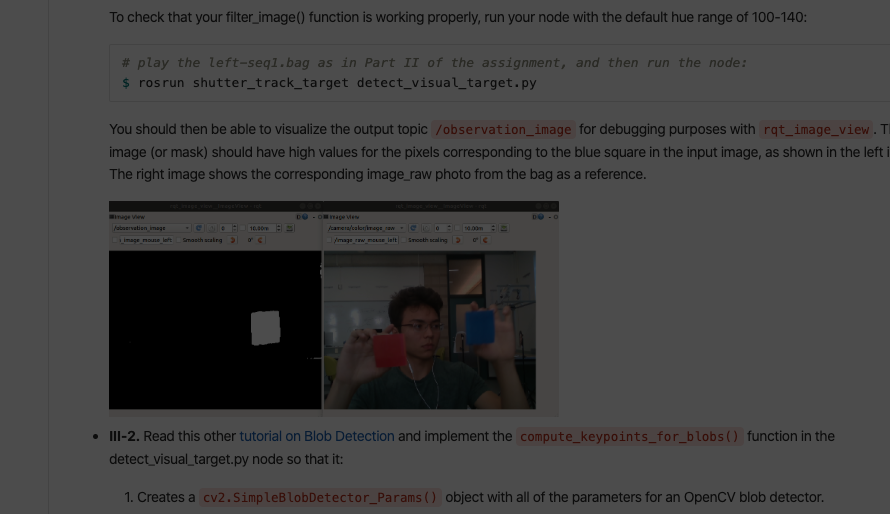 To check that your filter_image() function is working properly, run your node with the default hue range of 100-140:
# play the left-seq1.bag as in Part II of the assignment, and then run the node:
$ rosrun shutter_track_target detect_visual_target.py
You should then be able to visualize the output topic /observation_image for debugging purposes with rqt_image_view.
image (or mask) should have high values for the pixels corresponding to the blue square in the input image, as shown in the left
The right image shows the corresponding image_raw photo from the bag as a reference.
Image View
Image View
/observation_image 0 10.00m
/camera/color/image_raw 0 10.00m
_image_mouse_left Smooth scaling 0°
/image_raw_mouse_left Smooth scaling 0°
• III-2. Read this other tutorial on Blob Detection and implement the compute_keypoints_for_blobs() function in the
detect_visual_target.py node so that it:
1. Creates a cv2.SimpleBlobDetector_Params() object with all of the parameters for an OpenCV blob detector.